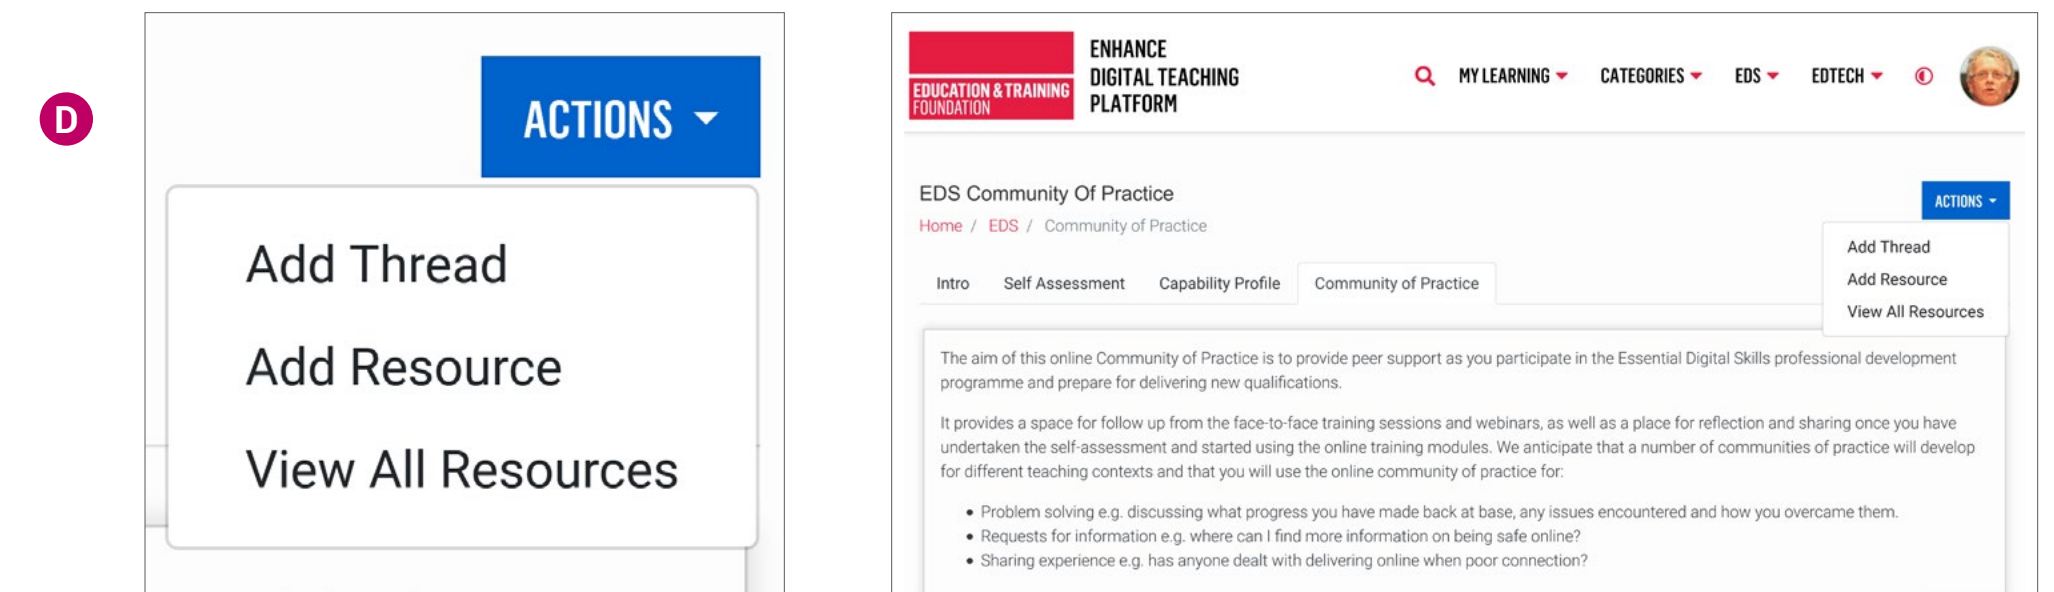 D
ACTIONS
Add Thread
Add Resource
View All Resources
EDUCATION & TRAINING
FOUNDATION
ENHANCE
DIGITAL TEACHING
PLATFORM
MY LEARNING
CATEGORIES
EDS
EDTECH
EDS Community Of Practice
Home / EDS / Community of Practice
ACTIONS
Add Thread
Add Resource
View All Resources
Intro
Self Assessment
Capability Profile
Community of Practice
The aim of this online Community of Practice is to provide peer support as you participate in the Essential Digital Skills professional development
programme and prepare for delivering new qualifications.
It provides a space for follow up from the face-to-face training sessions and webinars, as well as a place for reflection and sharing once you have
undertaken the self-assessment and started using the online training modules. We anticipate that a number of communities of practice will develop
for different teaching contexts and that you will use the online community of practice for:
• Problem solving e.g. discussing what progress you have made back at base, any issues encountered and how you overcame them.
• Requests for information e.g. where can I find more information on being safe online?
• Sharing experience e.g. has anyone dealt with delivering online when poor connection?